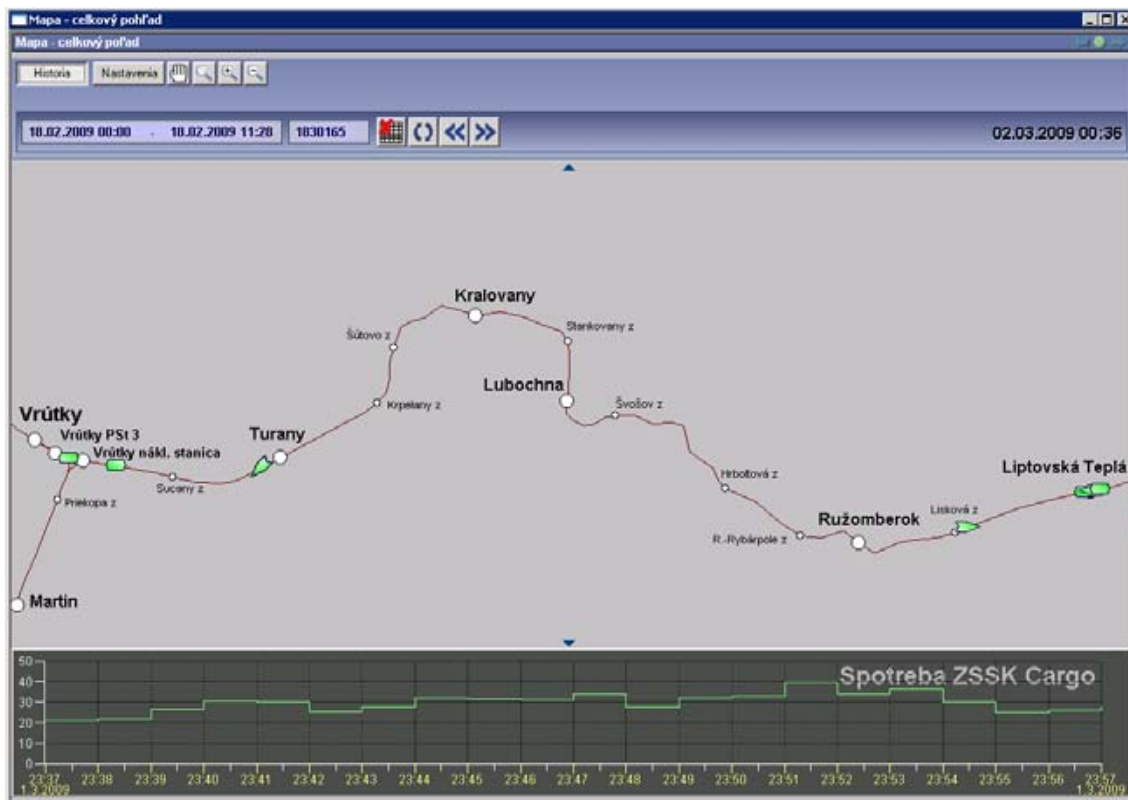 Mapa - celkový pohľad
Mapa - celkový poľad
Historia Nastavenia
18.02.2009 00:00 - 18.02.2009 11:28 1830165 02.03.2009 00:36
Kralovany
Stankovany z
Šútovo z
Lubochna
Krpelany z
Švošov z
Vrútky
Vrútky PSt 3
Turany
Vrútky nákl. stanica
Liptovská Teplá
Sucany z
Hrboltová z
Priekopa z
Ružomberok
Lisková z
R.-Rybárpole z
Martin
Spotreba ZSSK Cargo
50
40
30
20
10
0
23:37 23:38 23:39 23:40 23:41 23:42 23:43 23:44 23:45 23:46 23:47 23:48 23:49 23:50 23:51 23:52 23:53 23:54 23:55 23:56 23:57
1.3.2009 1.3.2009